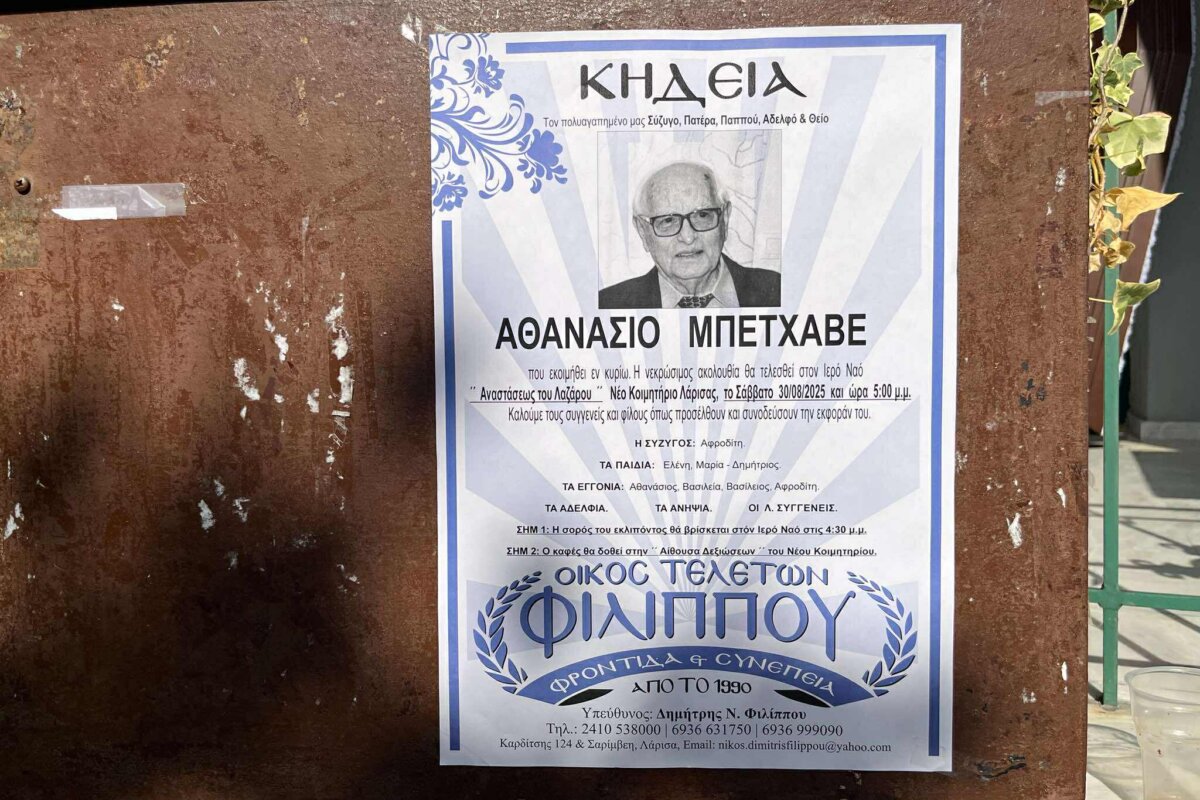 ΚΗΔΕΙΑ
Τον πολυαγαπημένο μας Σύζυγο, Πατέρα, Παππού, Αδελφό & Θείο
ΑΘΑΝΑΣΙΟ ΜΠΕΤΧΑΒΕ
που εκοιμήθει εν κυρίω. Η νεκρώσιμος ακολουθία θα τελεσθεί στον Ιερό Ναό
´´ Αναστάσεως του Λαζάρου ´´ Νέο Κοιμητήριο Λάρισας, το Σάββατο 30/08/2025 και ώρα 5:00 μ.μ.
Καλούμε τους συγγενείς και φίλους όπως προσέλθουν και συνοδεύσουν την εκφοράν του.
Η ΣΥΖΥΓΟΣ: Αφροδίτη.
ΤΑ ΠΑΙΔΙΑ: Ελένη, Μαρία - Δημήτριος.
ΤΑ ΕΓΓΟΝΙΑ: Αθανάσιος, Βασιλεία, Βασίλειος, Αφροδίτη.
ΤΑ ΑΔΕΛΦΙΑ. ΤΑ ΑΝΗΨΙΑ. ΟΙ Λ. ΣΥΓΓΕΝΕΙΣ.
ΣΗΜ 1: Η σορός του εκλιπόντος θά βρίσκεται στόν Ιερό Ναό στις 4:30 μ.μ.
ΣΗΜ 2: Ο καφές θα δοθεί στην ´´ Αίθουσα Δεξιώσεων ´´ του Νέου Κοιμητηρίου.
ΟΙΚΟΣ ΤΕΛΕΤΩΝ
ΦΙΛΙΠΠΟΥ
ΦΡΟΝΤΙΔΑ & ΣΥΝΕΠΕΙΑ
ΑΠΟ ΤΟ 1990
Υπεύθυνος: Δημήτρης Ν. Φιλίππου
Τηλ.: 2410 538000 | 6936 631750 | 6936 999090
Καρδίτσης 124 & Σαρίμβεη, Λάρισα, Email: nikos.dimitrisfilippou@yahoo.com